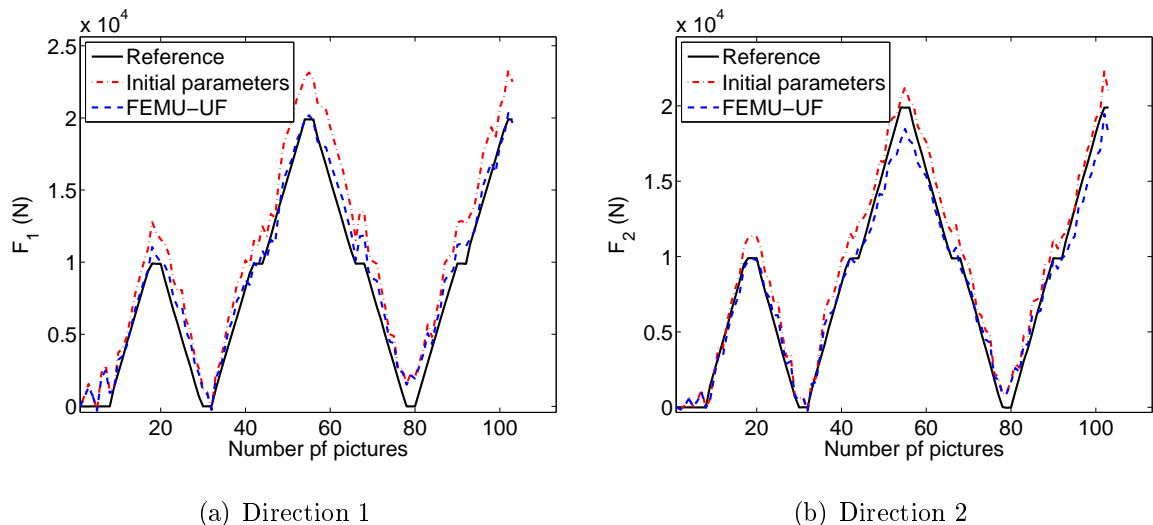 x 10^4
Reference
Initial parameters
FEMU-UF
F_1 (N)
2.5
2
1.5
1
0.5
0
20
40
60
80
100
Number pf pictures
(a) Direction 1
x 10^4
Reference
Initial parameters
FEMU-UF
F_2 (N)
2
1.5
1
0.5
0
20
40
60
80
100
Number pf pictures
(b) Direction 2